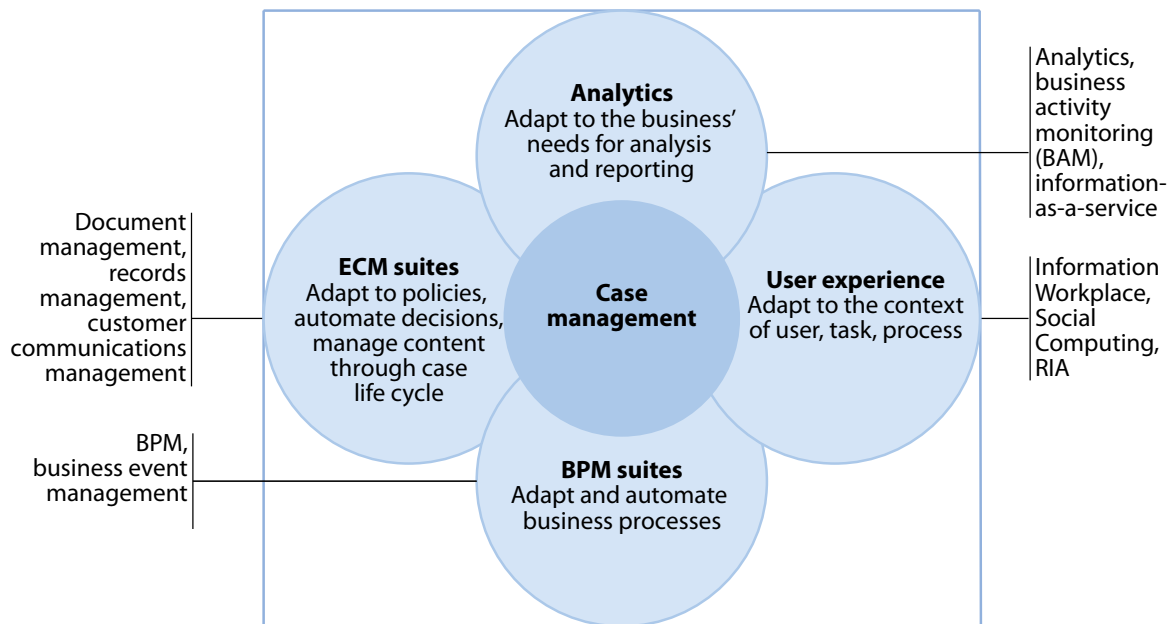 Analytics
Adapt to the business’
needs for analysis
and reporting
Analytics,
business
activity
monitoring
(BAM),
information-
as-a-service
Document
management,
records
management,
customer
communications
management
ECM suites
Adapt to policies,
automate decisions,
manage content
through case
life cycle
Case
management
User experience
Adapt to the context
of user, task, process
Information
Workplace,
Social
Computing,
RIA
BPM,
business event
management
BPM suites
Adapt and automate
business processes